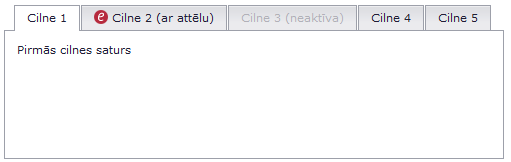 Cilne 1 Cilne 2 (ar attēlu) Cilne 3 (neaktīva) Cilne 4 Cilne 5
Pirmās cilnes saturs